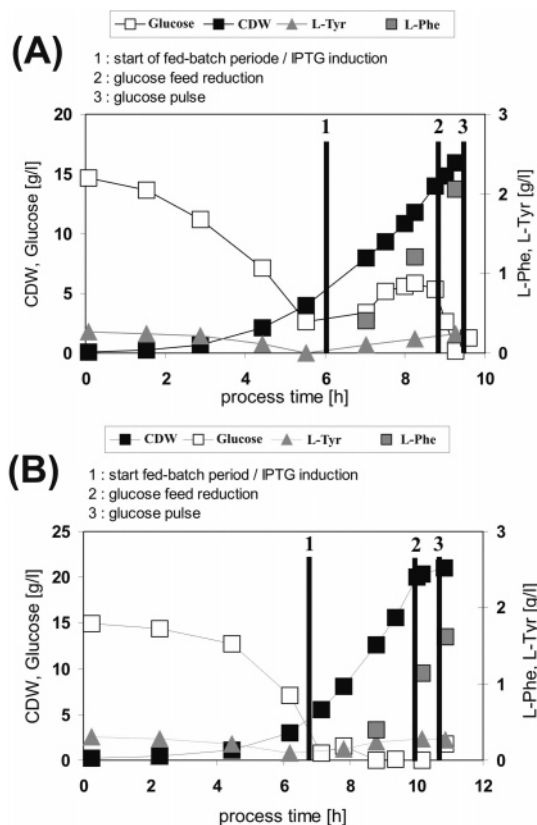 Glucose CDW L-Tyr L-Phe
(A)
1 : start of fed-batch periode / IPTG induction
2 : glucose feed reduction
3 : glucose pulse
1 2 3
20 3
15 2
10
5 1
0 0
0 2 4 6 8 10
CDW, Glucose [g/l]
L-Phe, L-Tyr [g/l]
process time [h]
CDW Glucose L-Tyr L-Phe
(B)
1 : start fed-batch period / IPTG induction
2 : glucose feed reduction
3 : glucose pulse
1 2 3
25 3
20
15 2
10 1
5
0 0
0 2 4 6 8 10 12
CDW, Glucose [g/l]
L-Phe, L-Tyr [g/l]
process time [h]